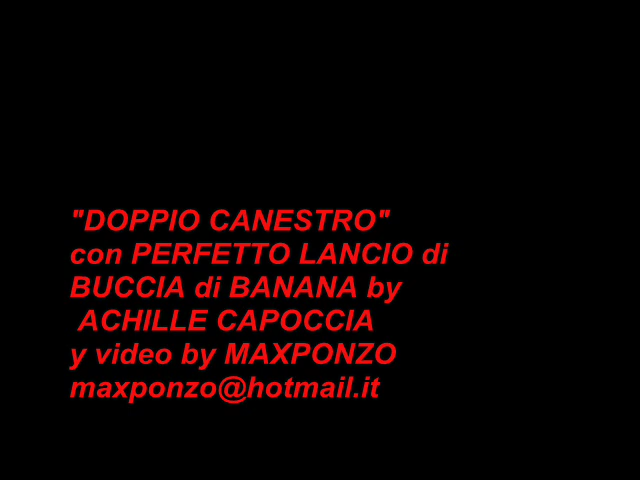 "DOPPIO CANESTRO"
con PERFETTO LANCIO di
BUCCIA di BANANA by
ACHILLE CAPOCCIA
y video by MAXPONZO
maxponzo@hotmail.it